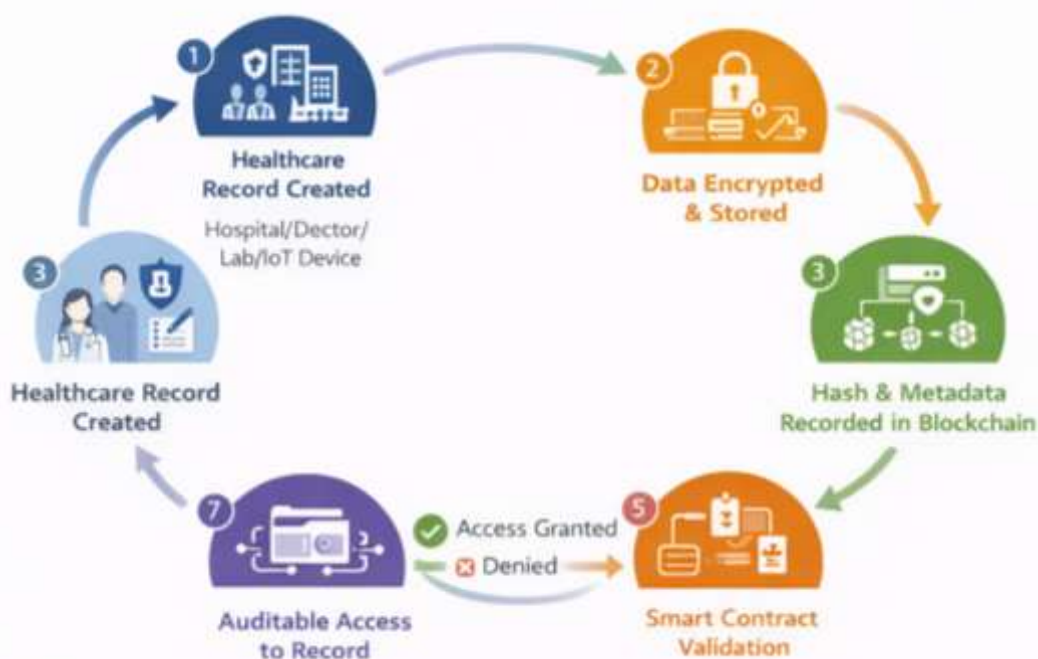 1
Healthcare
Record Created
Hospital/Dector/
Lab/IoT Device
2
Data Encrypted
& Stored
3
Hash & Metadata
Recorded in Blockchain
5
Smart Contract
Validation
Access Granted
Denied
7
Auditable Access
to Record
3
Healthcare Record
Created